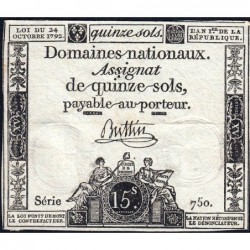 LOI DU 24 OCTOBRE 1792.
quinze sols.
L'AN I.er DE LA RÉPUBLIQUE.
Domaines nationaux.
Assignat
de quinze sols,
payable au porteur.
Buttin
Série 750.
15s
LA LOI PUNIT DE MORT LE CONTREFACTEUR.
LA NATION RÉCOMPENSE LE DÉNONCIATEUR.